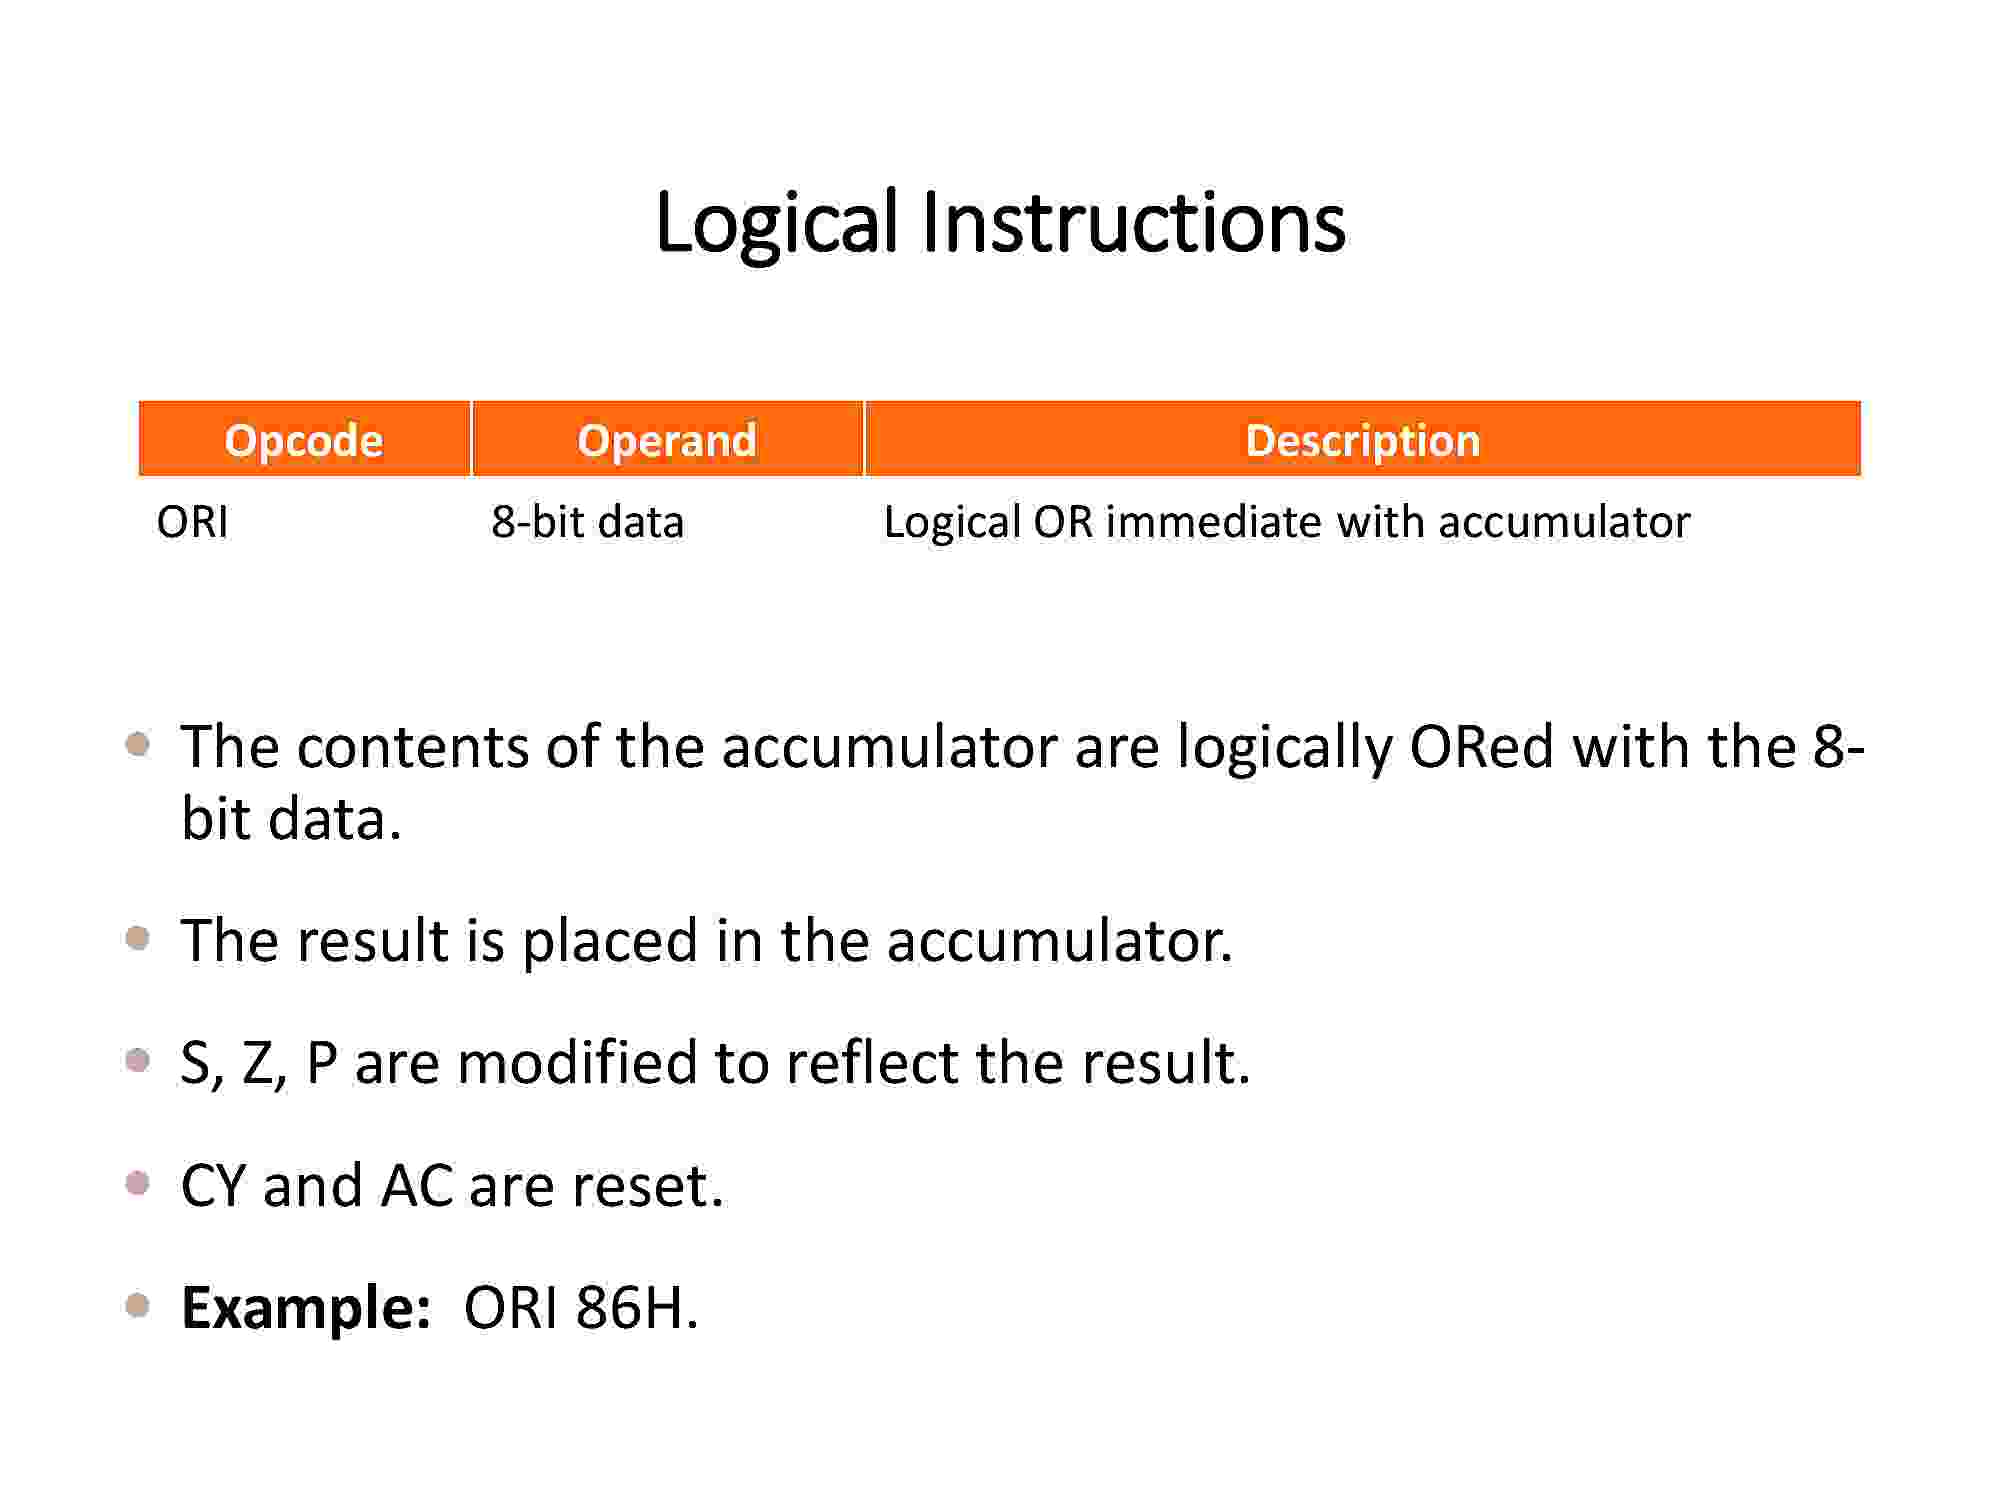 Logical Instructions
Opcode Operand Description
ORI 8-bit data Logical OR immediate with accumulator
The contents of the accumulator are logically ORed with the 8-
bit data.
The result is placed in the accumulator.
S, Z, P are modified to reflect the result.
CY and AC are reset.
Example: ORI 86H.